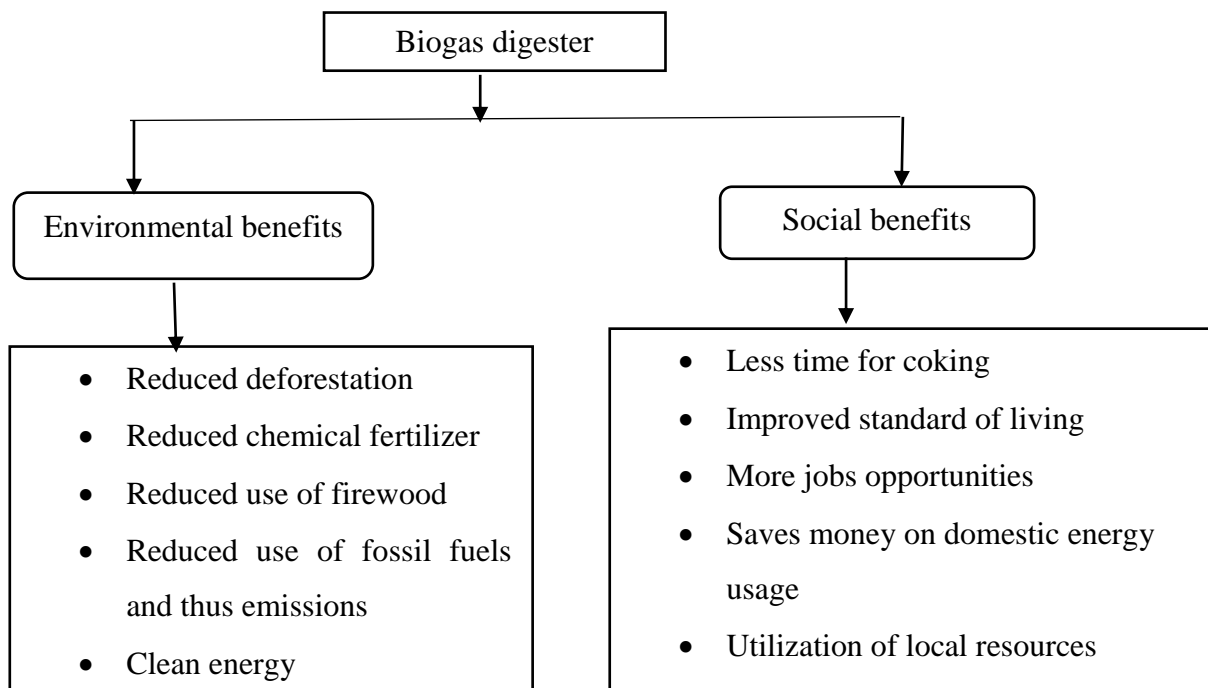 Biogas digester
Environmental benefits
Social benefits
• Reduced deforestation
• Reduced chemical fertilizer
• Reduced use of firewood
• Reduced use of fossil fuels
and thus emissions
• Clean energy
• Less time for coking
• Improved standard of living
• More jobs opportunities
• Saves money on domestic energy
usage
• Utilization of local resources